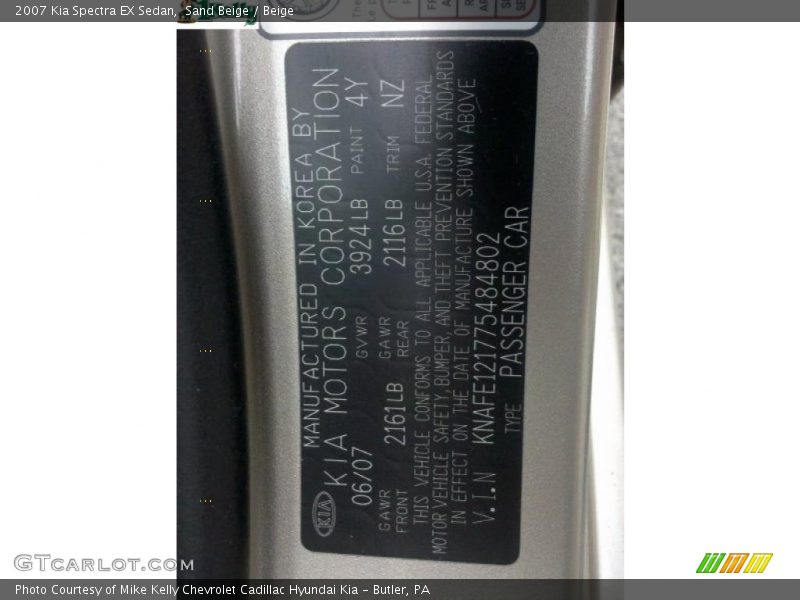 2007 Kia Spectra EX Sedan, Sand Beige / Beige
MANUFACTURED IN KOREA BY
KIA KIA MOTORS CORPORATION
06/07 GVWR 3924LB PAINT 4Y
GAWR FRONT 2161LB GAWR REAR 2116LB TRIM NZ
THIS VEHICLE CONFORMS TO ALL APPLICABLE U.S.A. FEDERAL
MOTOR VEHICLE SAFETY, BUMPER, AND THEFT PREVENTION STANDARDS
IN EFFECT ON THE DATE OF MANUFACTURE SHOWN ABOVE
V.I.N KNAFE121775484802
TYPE PASSENGER CAR
GTcarlot.com
Photo Courtesy of Mike Kelly Chevrolet Cadillac Hyundai Kia – Butler, PA